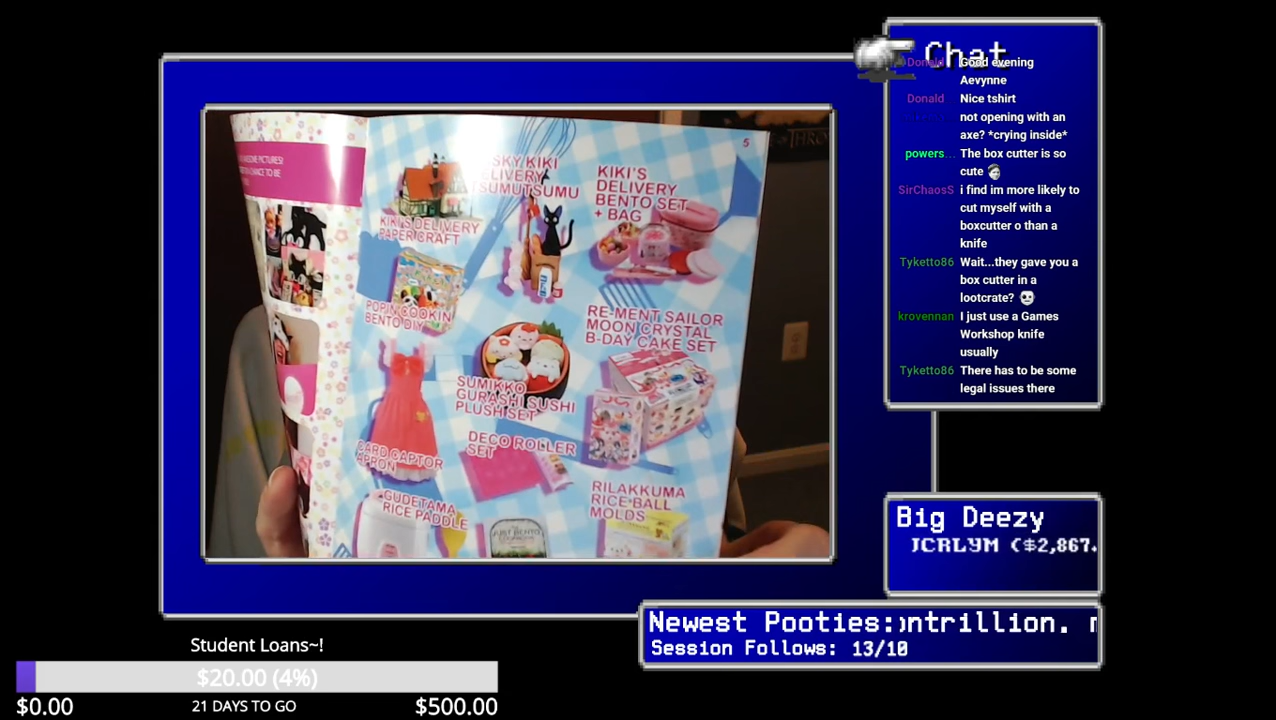 Chat
Donald Good evening
Aevynne
Donald Nice tshirt
not opening with an
axe? *crying inside*
powers... The box cutter is so
cute
SirChaosS i find im more likely to
cut myself with a
boxcutter o than a
knife
Tyketto86 Wait...they gave you a
box cutter in a
lootcrate?
krovennan I just use a Games
Workshop knife
usually
Tyketto86 There has to be some
legal issues there
5
SKY KIKI
KIKI'S
DELIVERY
BENTO SET
+ BAG
KIKI'S DELIVERY
PAPER CRAFT
POPIN COOKIN
BENTO DIY
RE-MENT SAILOR
MOON CRYSTAL
B-DAY CAKE SET
SUMIKKO
GURASHI SUSHI
PLUSH SET
DECO ROLLER
SET
CARD CAPTOR
APRON
GUDETAMA
RICE PADDLE
RILAKKUMA
RICE BALL
MOLDS
JUST BENTO
Big Deezy
JCRLYM ($2,867.
Newest Pooties: ntrillion.
Session Follows: 13/10
Student Loans~!
$20.00 (4%)
$0.00 21 DAYS TO GO $500.00